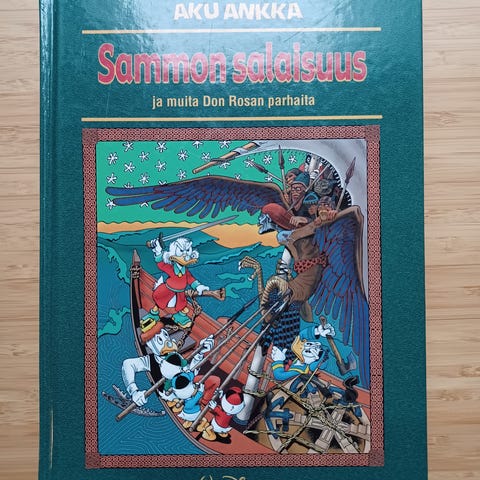 AKU ANKKA
Sammon salaisuus
ja muita Don Rosan parhaita